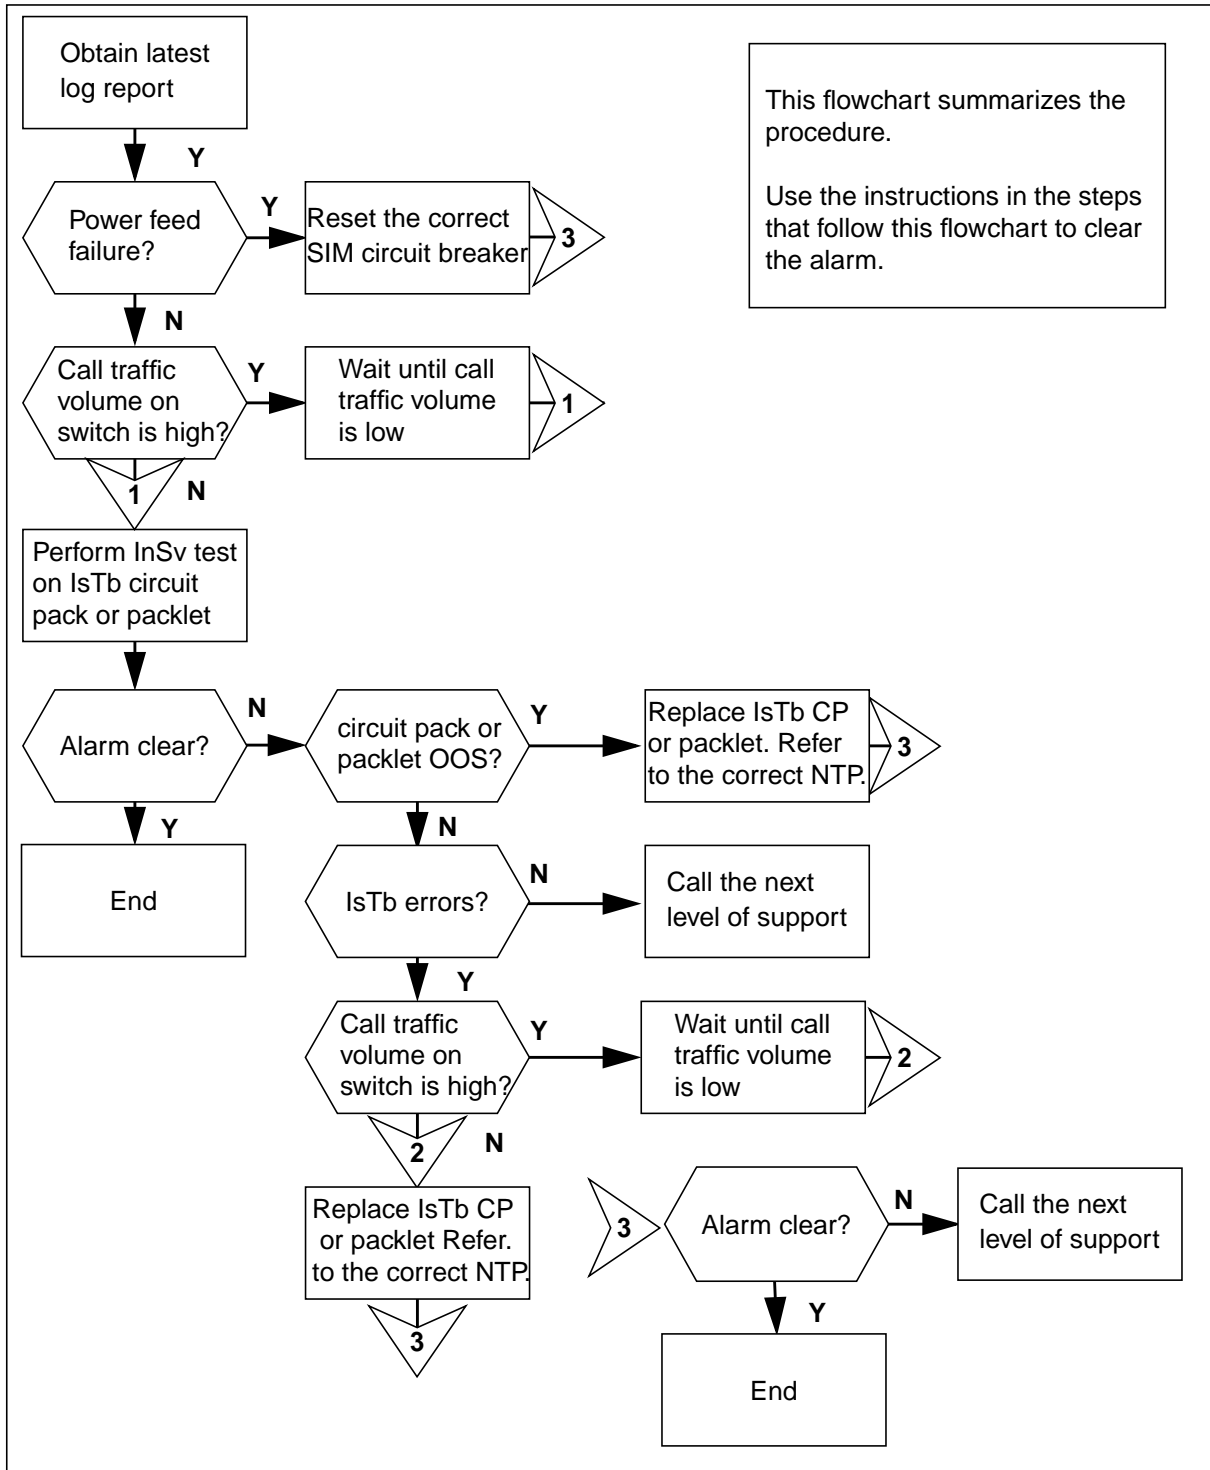 Obtain latest
log report
This flowchart summarizes the
procedure.
Use the instructions in the steps
that follow this flowchart to clear
the alarm.
Y
Power feed
failure?
Y
Reset the correct
SIM circuit breaker
3
N
Call traffic
volume on
switch is high?
Y
Wait until call
traffic volume
is low
1
1
N
Perform InSv test
on IsTb circuit
pack or packlet
Alarm clear?
N
circuit pack or
packlet OOS?
Y
Replace IsTb CP
or packlet. Refer
to the correct NTP.
3
Y
End
N
IsTb errors?
N
Call the next
level of support
Y
Call traffic
volume on
switch is high?
Y
Wait until call
traffic volume
is low
2
2
N
Replace IsTb CP
or packlet Refer.
to the correct NTP.
3
3
Alarm clear?
N
Call the next
level of support
Y
End